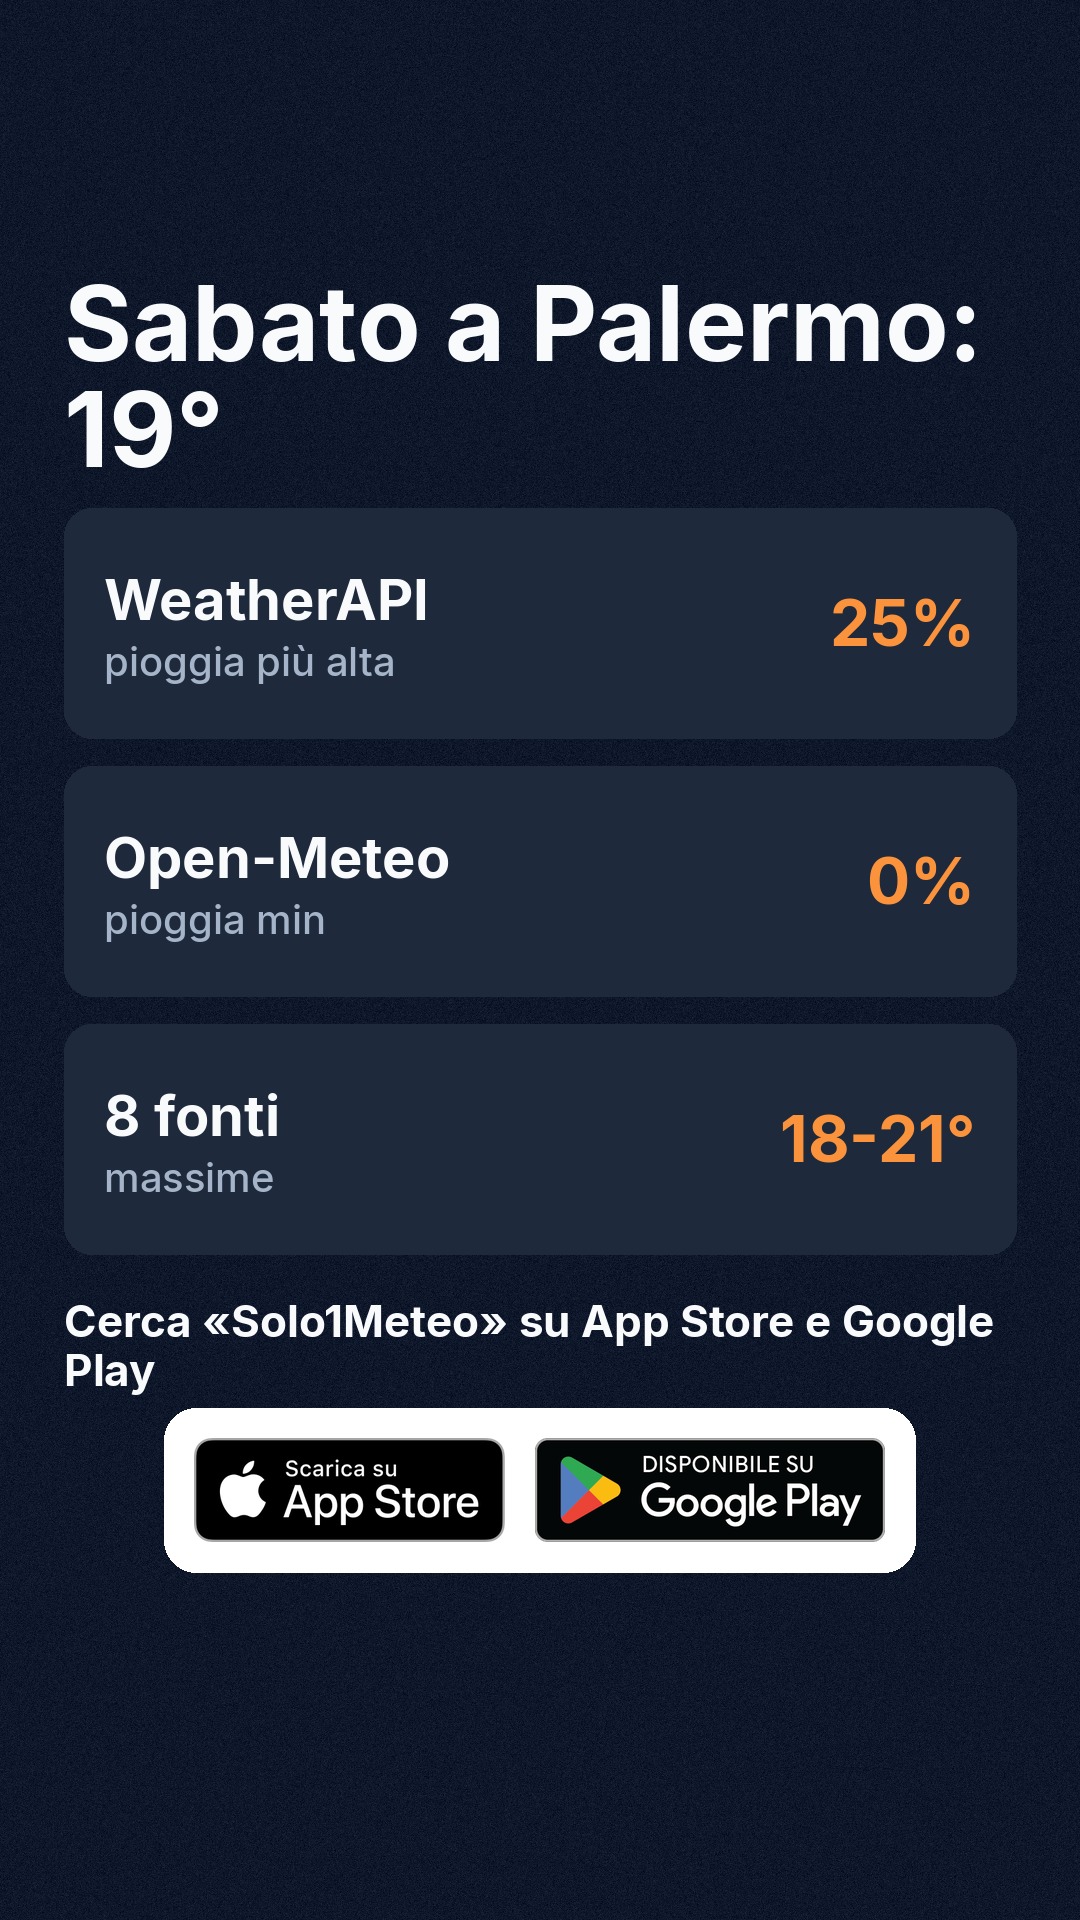 Sabato a Palermo:
19°
WeatherAPI
pioggia più alta
25%
Open-Meteo
pioggia min
0%
8 fonti
massime
18-21°
Cerca «Solo1Meteo» su App Store e Google
Play
Scarica su
App Store
DISPONIBILE SU
Google Play